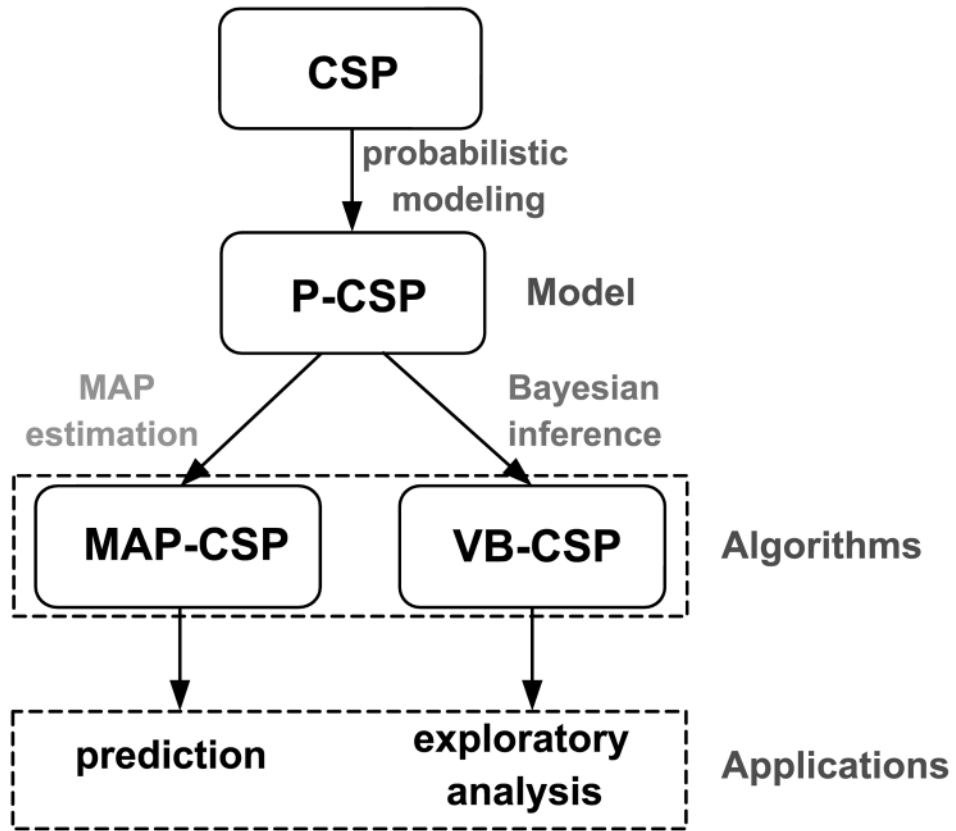 CSP
probabilistic
modeling
P-CSP
Model
MAP
estimation
Bayesian
inference
MAP-CSP
VB-CSP
Algorithms
prediction
exploratory
analysis
Applications